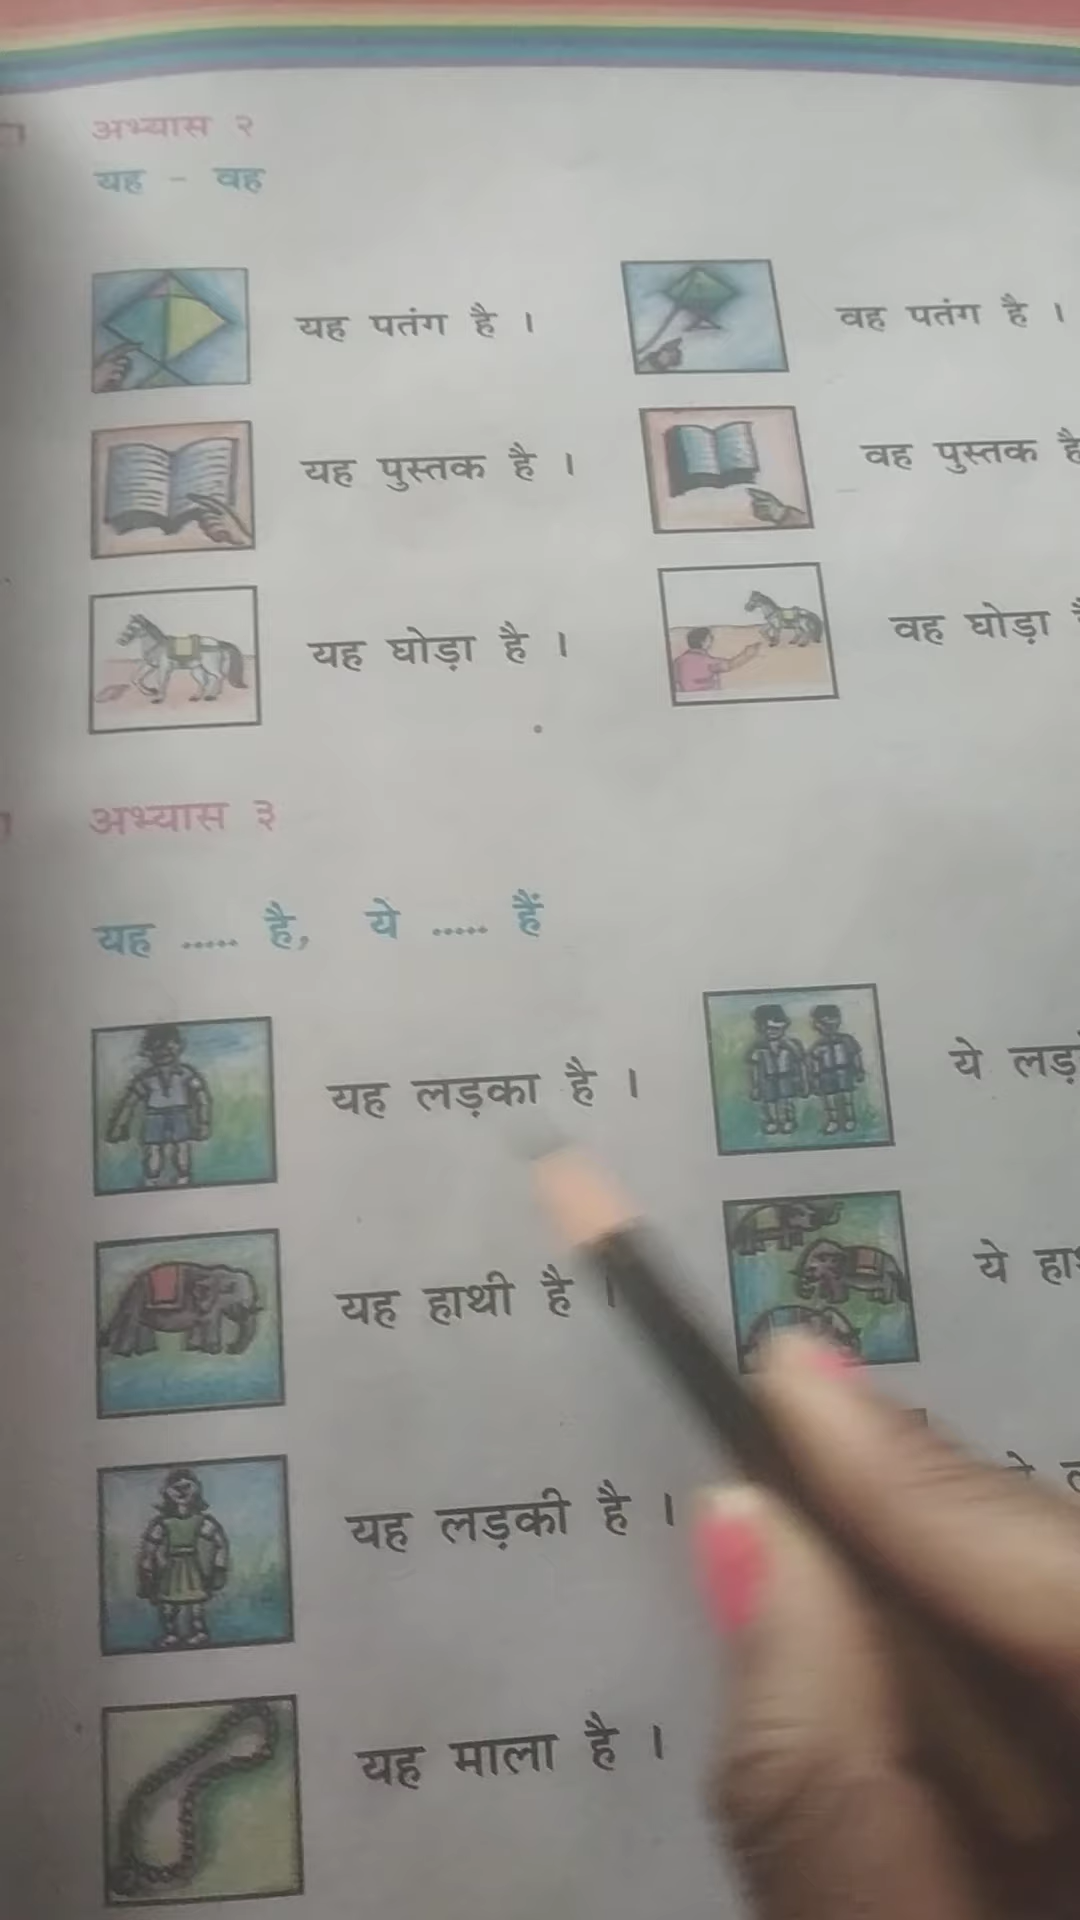 अभ्यास २
यह - वह
यह पतंग है । वह पतंग है ।
यह पुस्तक है । वह पुस्तक है
यह घोड़ा है । वह घोड़ा
अभ्यास ३
यह ..... है, ये ..... हैं
यह लड़का है । ये
यह हाथी है । ये
यह लड़की है ।
यह माला है ।